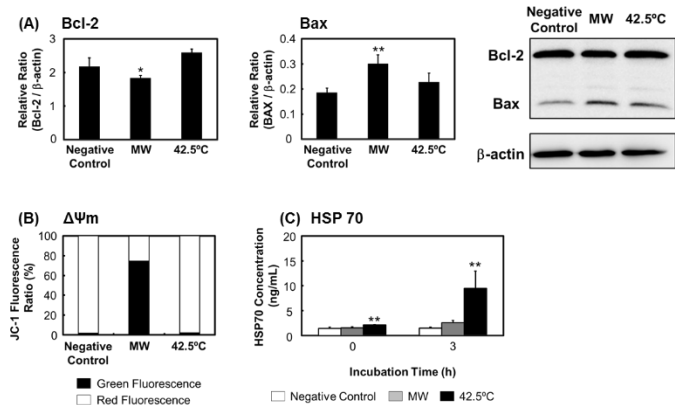 (A) Bcl-2
Relative Ratio
(Bcl-2 / β-actin)
3
2
1
0
*
Negative
Control
MW
42.5ºC
Bax
Relative Ratio
(BAX / β-actin)
0.4
0.3
0.2
0.1
0
**
Negative
Control
MW
42.5ºC
Negative
Control
MW
42.5ºC
Bcl-2
Bax
β-actin
(B) ΔΨm
JC-1 Fluorescence
Ratio (%)
100
80
60
40
20
0
Negative
Control
MW
42.5ºC
Green Fluorescence
Red Fluorescence
(C) HSP 70
HSP70 Concentration
(ng/mL)
20
15
10
5
0
**
**
0
3
Incubation Time (h)
Negative Control
MW
42.5ºC